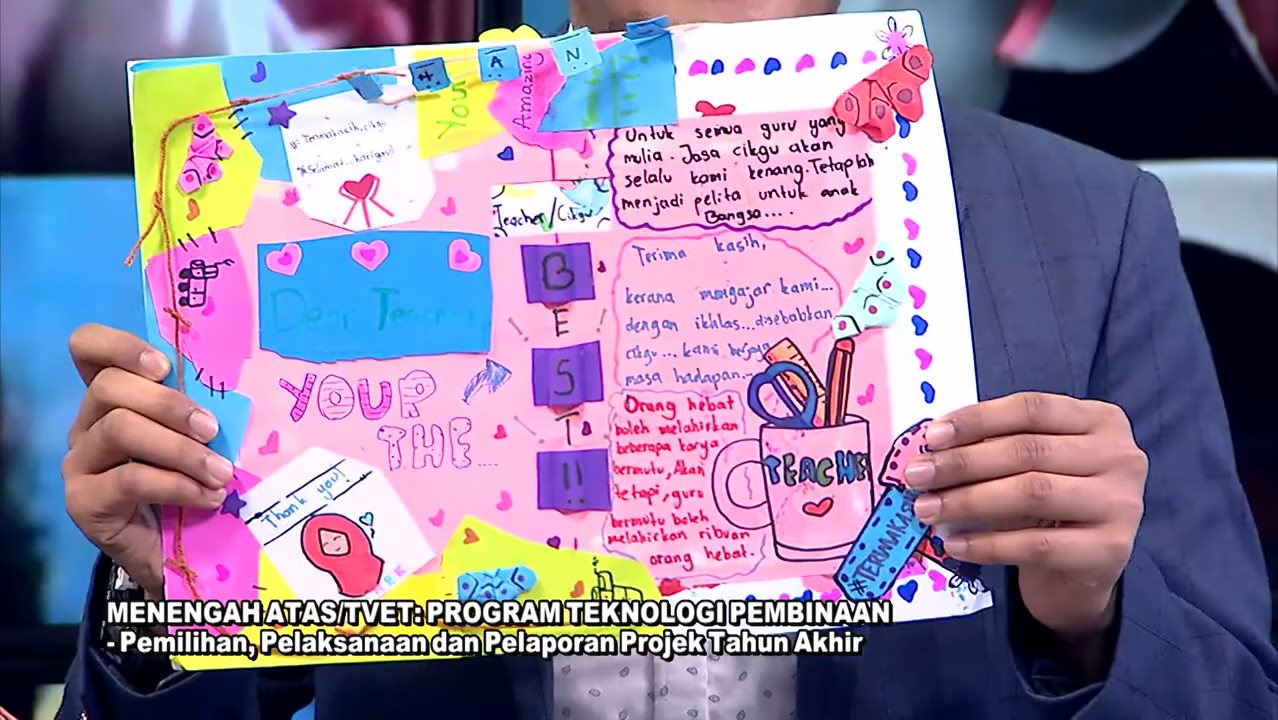 HAN
You
Amazing
Selamat hari guru!!
Untuk semua guru yang
mulia. Jasa cikgu akan
selalu kami kenang. Tetaplah
menjadi pelita untuk anak
Bangsa....
Teacher/Cikgu
Dear Teacher,
B
E
S
T
!!
Terima kasih,
kerana mengajar kami...
dengan ikhlas...disebabkan
cikgu... kami berjaya
masa hadapan...
YOUR
THE...
Orang hebat
boleh melahirkan
beberapa karya
bermutu, Akan
tetapi, guru
bermutu boleh
melahirkan ribuan
orang hebat.
TEACHER
Thank you!
#TERIMAKASIH
MENENGAH ATAS/TVET: PROGRAM TEKNOLOGI PEMBINAAN
- Pemilihan, Pelaksanaan dan Pelaporan Projek Tahun Akhir